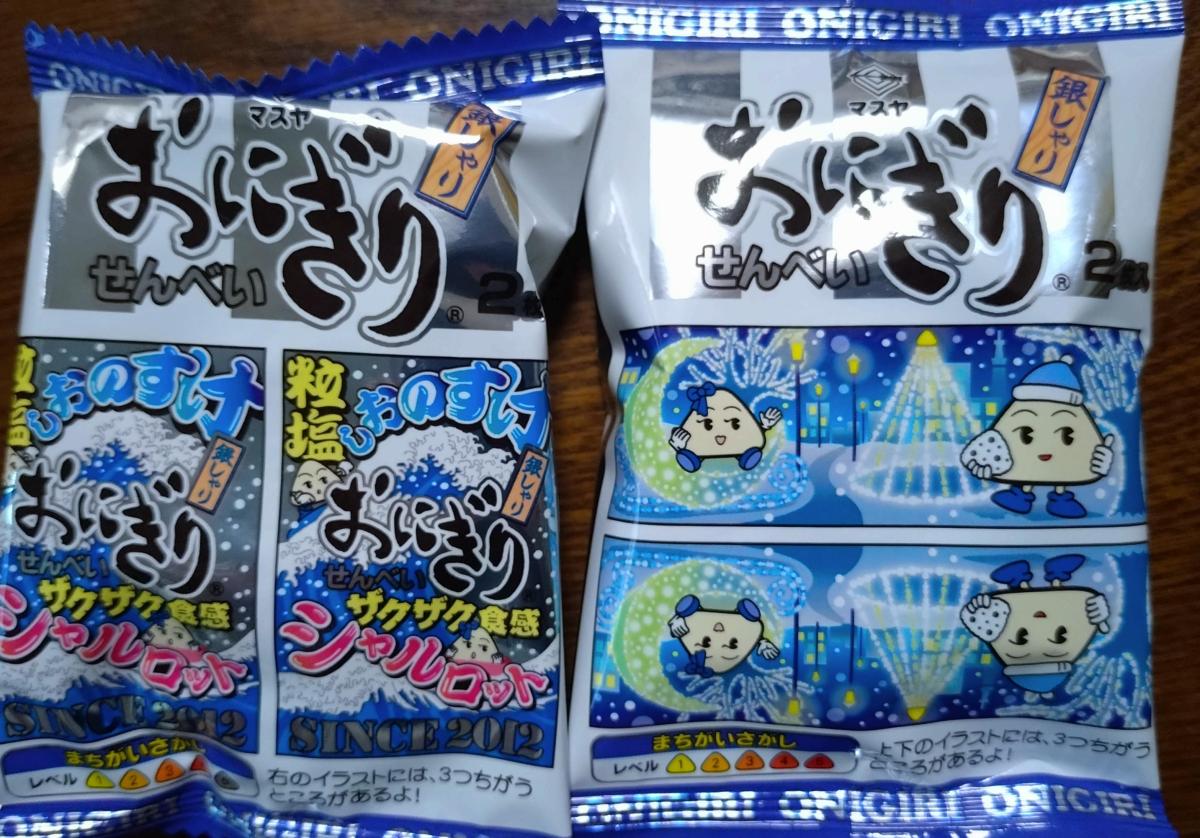 ONIGIRI ONIGIRI
マスヤ
銀しゃり
おにぎり
せんべい
®
2
粒塩
しおのすけ
銀しゃり
おにぎり
せんべい
®
ザクザク食感
シャルロット
SINCE 2012
粒塩
しおのすけ
銀しゃり
おにぎり
せんべい
ザクザク食感
シャルロット
SINCE 2012
まちがいさがし
レベル 1 2 3
右のイラストには、3つちがう
ところがあるよ!
ONIGIRI ONIGIRI
ONIGIRI ONIGIRI ONIGIRI
マスヤ
銀しゃり
おにぎり
せんべい
®
2枚入
まちがいさがし
レベル 1 2 3 4 5
上下のイラストには、3つちがう
ところがあるよ!
ONIGIRI ONIGIRI